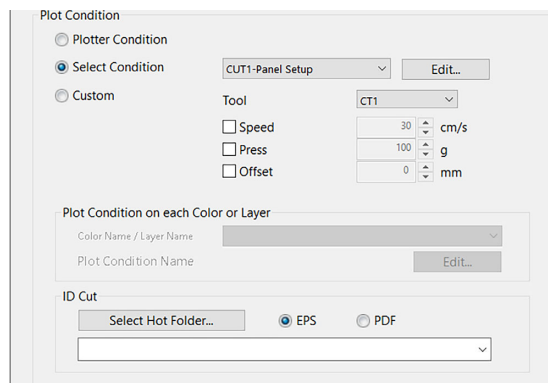 Plot Condition
Plotter Condition
Select Condition CUT1-Panel Setup Edit...
Custom Tool CT1
Speed 30 cm/s
Press 100 g
Offset 0 mm
Plot Condition on each Color or Layer
Color Name / Layer Name
Plot Condition Name Edit...
ID Cut
Select Hot Folder... EPS PDF